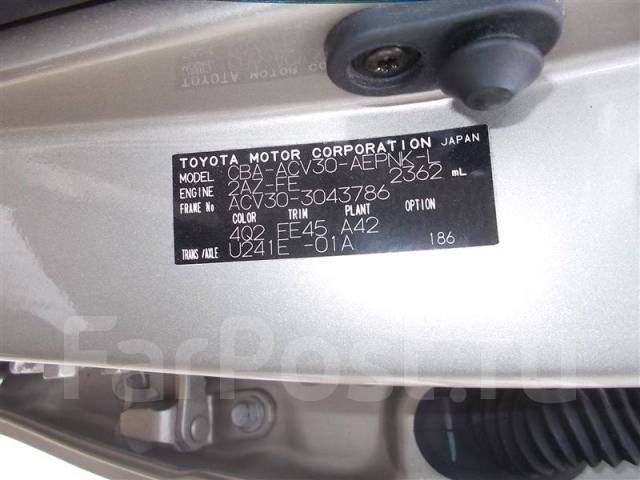 TOYOTA MOTOR CORPORATION JAPAN
MODEL CBA-ACV30-AEPNK-L
ENGINE 2AZ-FE 2362 mL
FRAME No ACV30-3043786
COLOR TRIM PLANT OPTION
4Q2 FE45 A42
TRANS/AXLE U241E -01A 186
FarPost.ru